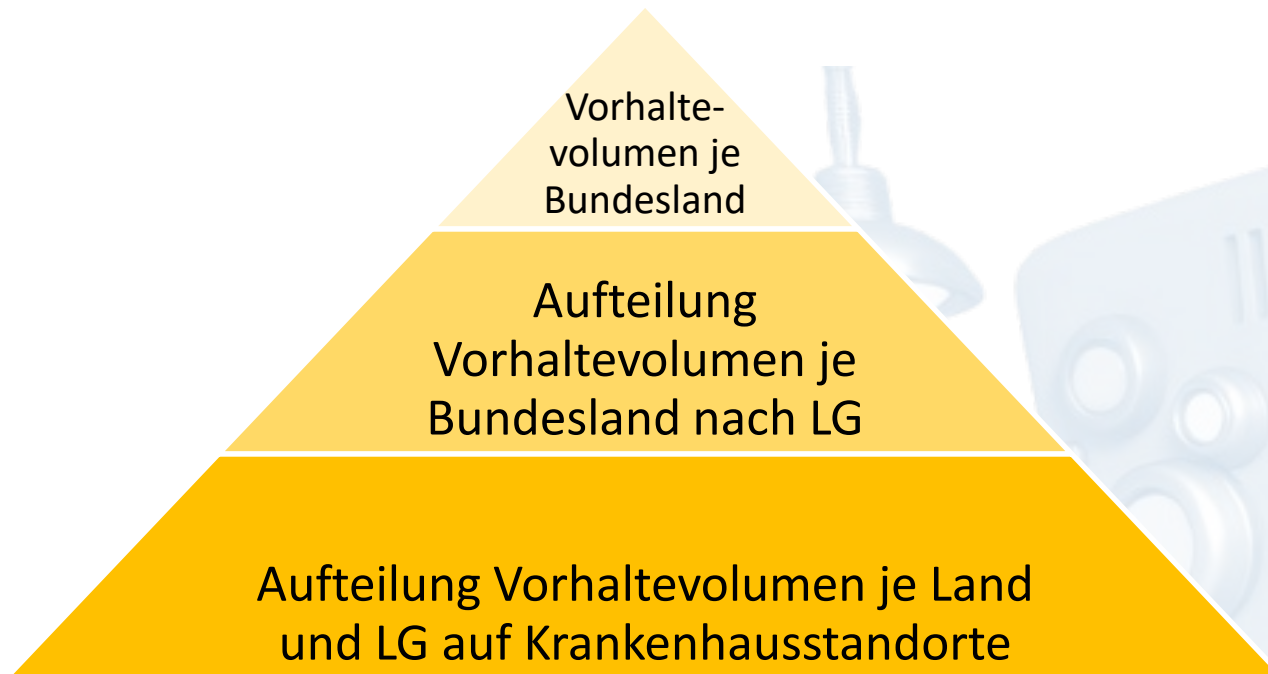 Vorhalte-
volumen je
Bundesland
Aufteilung
Vorhaltevolumen je
Bundesland nach LG
Aufteilung Vorhaltevolumen je Land
und LG auf Krankenhausstandorte